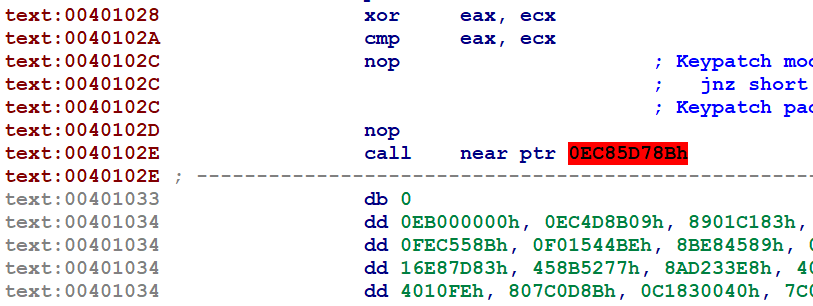 text:00401028 xor eax, ecx
text:0040102A cmp eax, ecx
text:0040102C nop ; Keypatch mod
text:0040102C ; jnz short
text:0040102C ; Keypatch pad
text:0040102D nop
text:0040102E call near ptr 0EC85D78Bh
text:0040102E ; ---------------------------------------------------
text:00401033 db 0
text:00401034 dd 0EB000000h, 0EC4D8B09h, 8901C183h,
text:00401034 dd 0FEC558Bh, 0F01544BEh, 8BE84589h, 0
text:00401034 dd 16E87D83h, 458B5277h, 8AD233E8h, 40
text:00401034 dd 4010FEh, 807C0D8Bh, 0C1830040h, 7C0